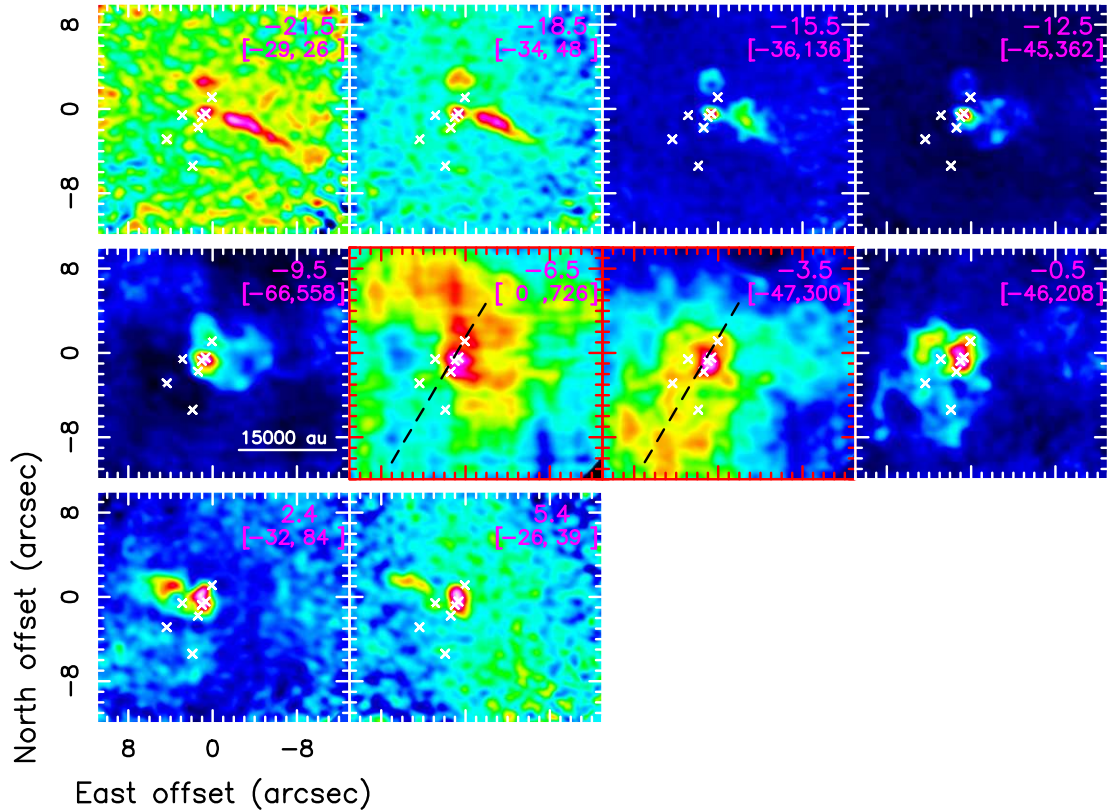 8 0 −8
−21.5
[−29, 26 ]
−18.5
[−34, 48 ]
−15.5
[−36,136]
−12.5
[−45,362]
8 0 −8
−9.5
[−66,558]
15000 au
−6.5
[ 0 ,726]
−3.5
[−47,300]
−0.5
[−46,208]
8 0 −8
2.4
[−32, 84 ]
5.4
[−26, 39 ]
8 0 −8
North offset (arcsec)
East offset (arcsec)